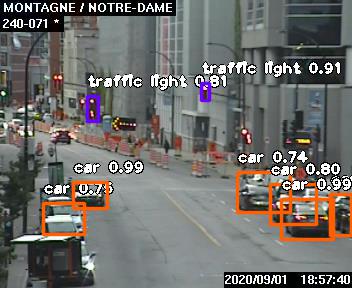 MONTAGNE / NOTRE-DAME
240-071 *
traffic light 0.91
traffic light 0.81
car 0.74
car 0.99
car 0.80
car 0.99
car 0.75
2020/09/01 18:57:40